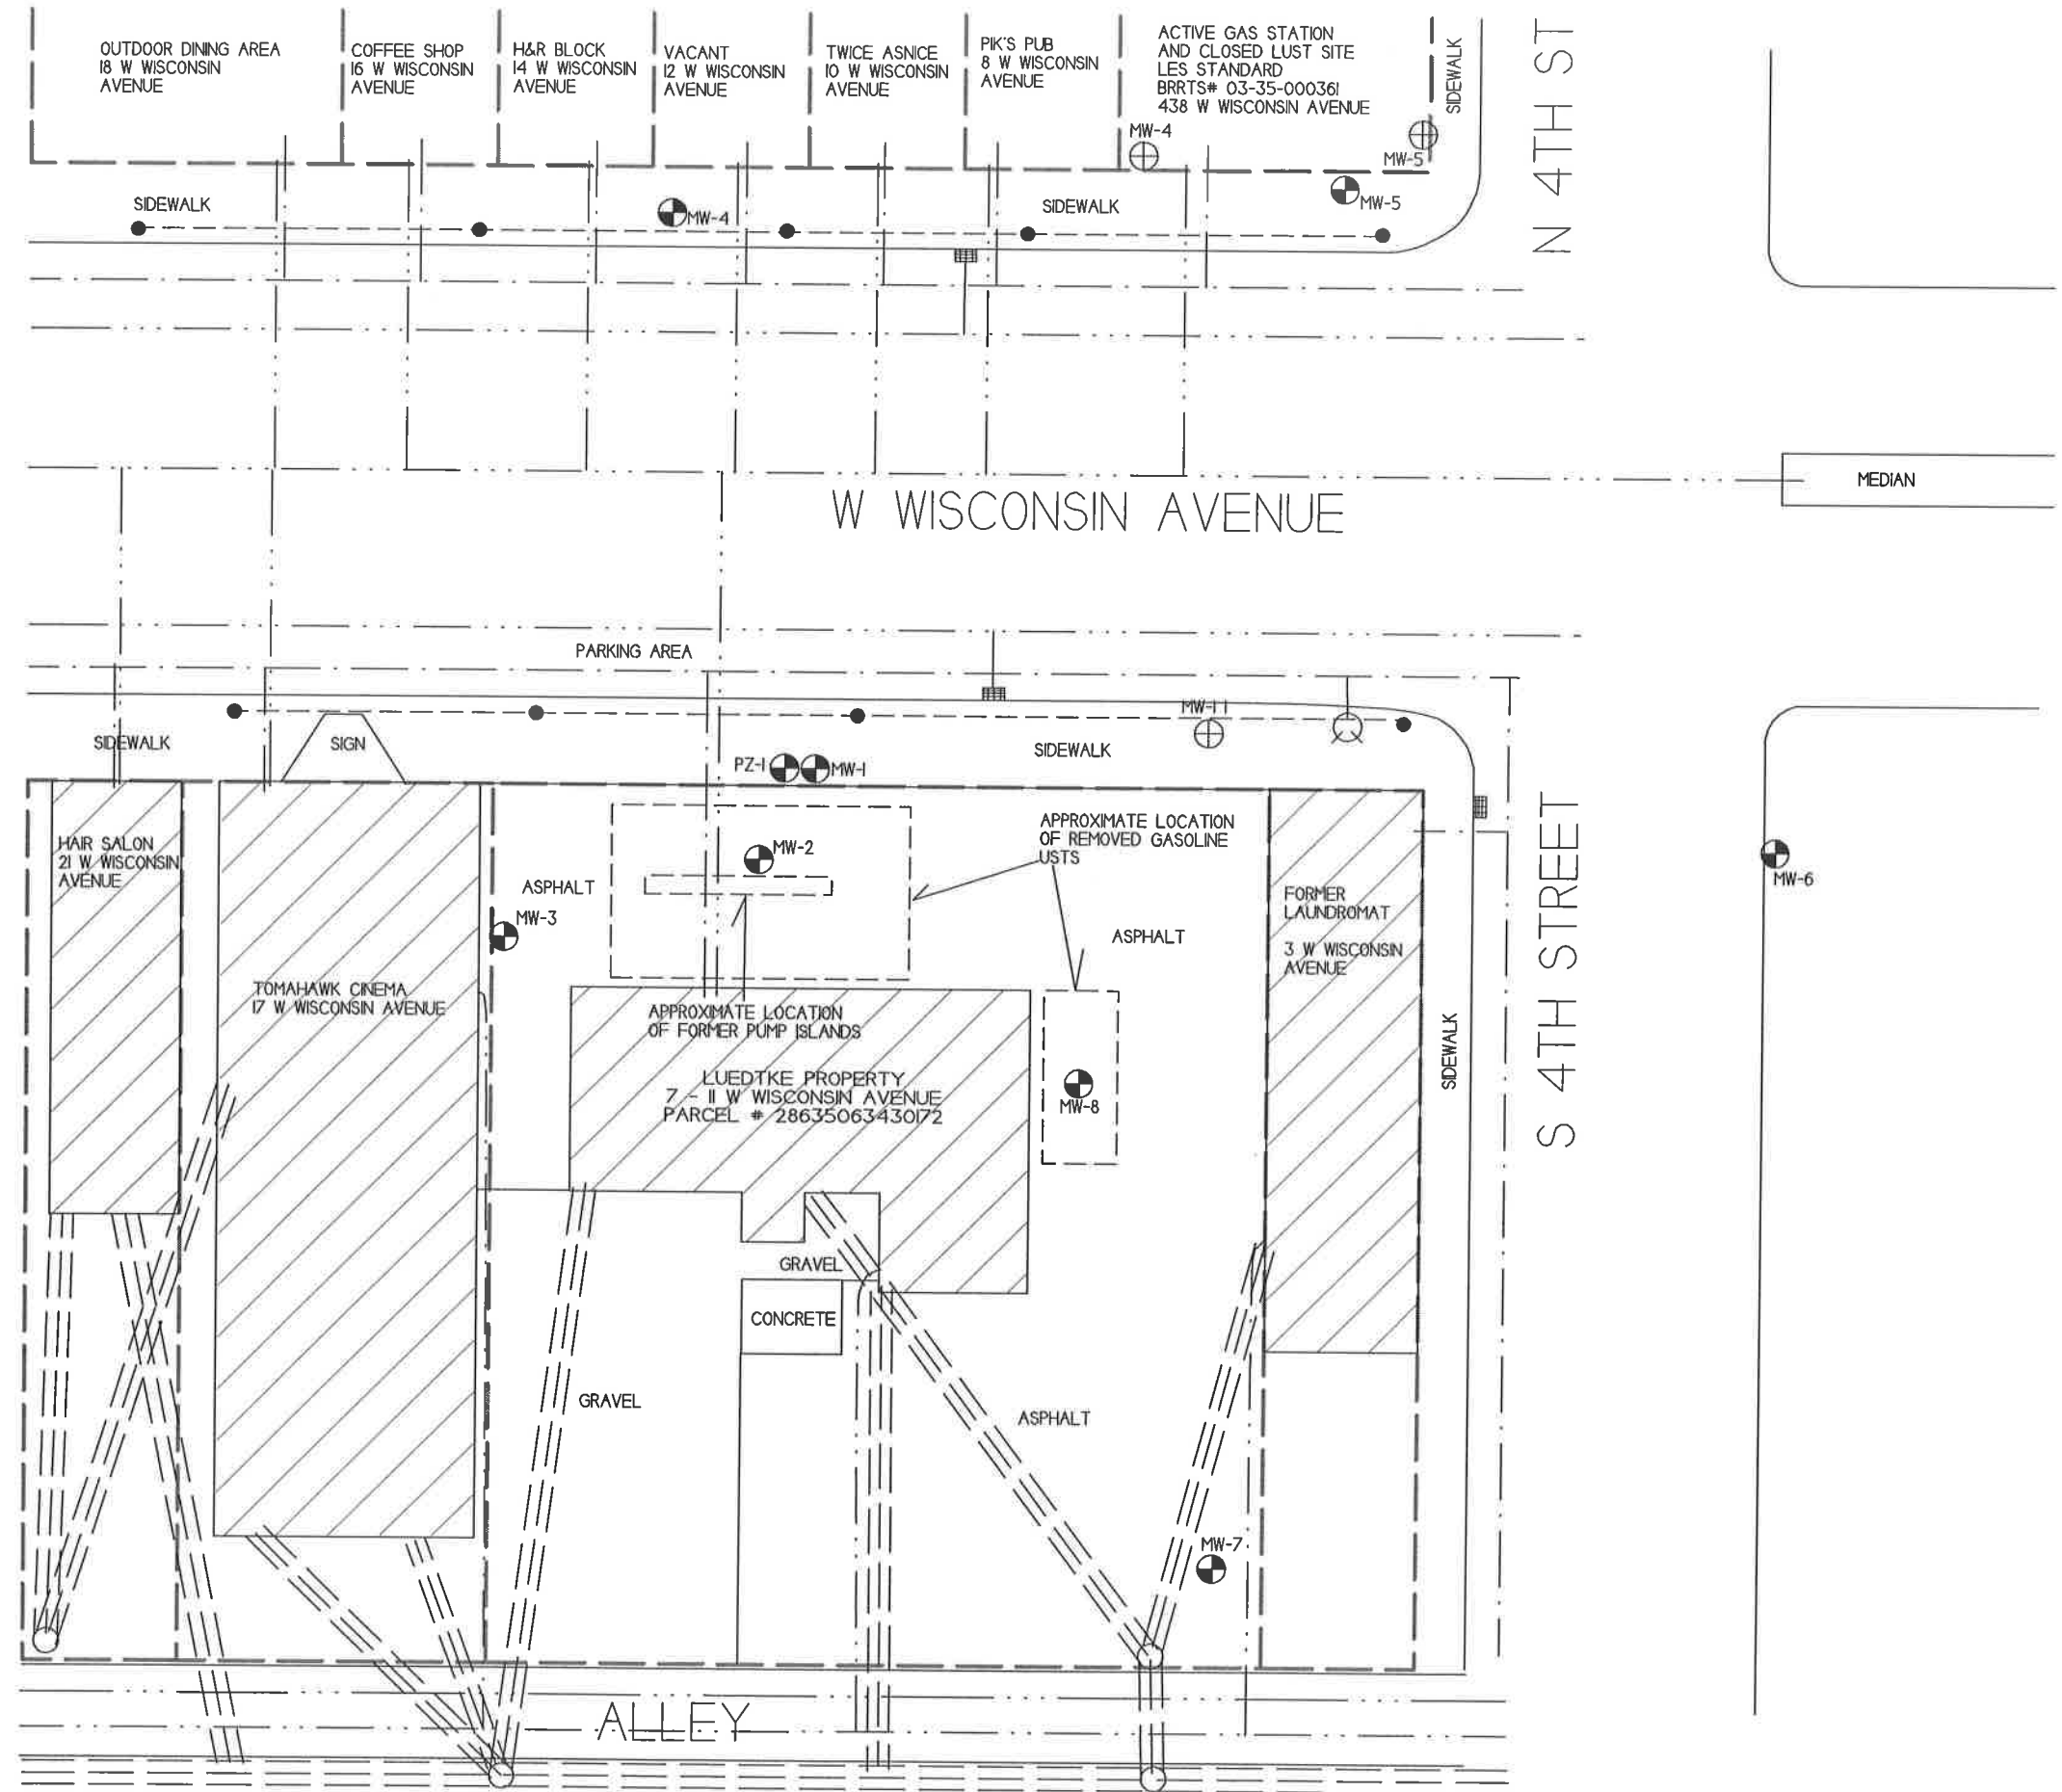 OUTDOOR DINING AREA
18 W WISCONSIN
AVENUE
COFFEE SHOP
16 W WISCONSIN
AVENUE
H&R BLOCK
14 W WISCONSIN
AVENUE
VACANT
12 W WISCONSIN
AVENUE
TWICE ASNICE
10 W WISCONSIN
AVENUE
PIK'S PUB
8 W WISCONSIN
AVENUE
ACTIVE GAS STATION
AND CLOSED LUST SITE
LES STANDARD
BRRTS# 03-35-000361
438 W WISCONSIN AVENUE
SIDEWALK
N 4TH ST
MW-4
MW-5
SIDEWALK
MW-4
SIDEWALK
MW-5
W WISCONSIN AVENUE
MEDIAN
PARKING AREA
SIDEWALK
SIGN
PZ-1
MW-1
SIDEWALK
MW-11
HAIR SALON
21 W WISCONSIN
AVENUE
ASPHALT
MW-2
MW-3
APPROXIMATE LOCATION
OF REMOVED GASOLINE
USTS
ASPHALT
FORMER
LAUNDROMAT
3 W WISCONSIN
AVENUE
S 4TH STREET
MW-6
TOMAHAWK CINEMA
17 W WISCONSIN AVENUE
APPROXIMATE LOCATION
OF FORMER PUMP ISLANDS
LUEDTKE PROPERTY
7 - 11 W WISCONSIN AVENUE
PARCEL # 28635063430172
MW-8
SIDEWALK
GRAVEL
CONCRETE
GRAVEL
ASPHALT
MW-7
ALLEY